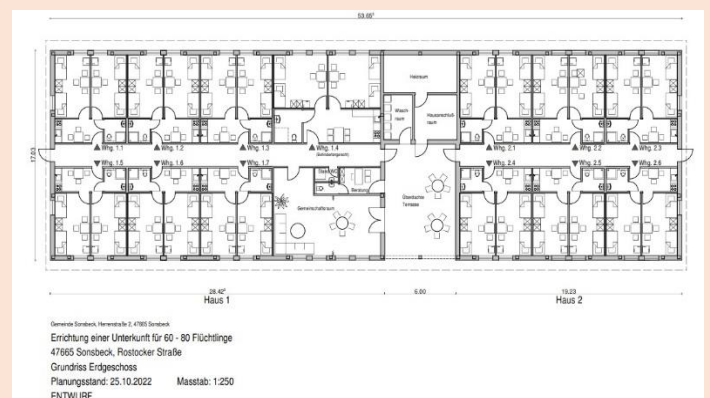 53.65⁵
17.03
Heizraum
Wasch
raum
Hausanschluß
raum
Whg. 1.1
Whg. 1.2
Whg. 1.3
Whg. 1.4
Whg. 2.1
Whg. 2.2
Whg. 2.3
Whg. 1.5
Whg. 1.6
Whg. 1.7
Whg. 2.4
Whg. 2.5
Whg. 2.6
Beratung
Gemeinschaftsraum
Überdachte
Terrasse
28.42⁵
6.00
19.23
Haus 1
Haus 2
Gemeinde Sonsbeck, Herrenstraße 2, 47665 Sonsbeck
Errichtung einer Unterkunft für 60 - 80 Flüchtlinge
47665 Sonsbeck, Rostocker Straße
Grundriss Erdgeschoss
Planungsstand: 25.10.2022 Masstab: 1:250
ENTWURF